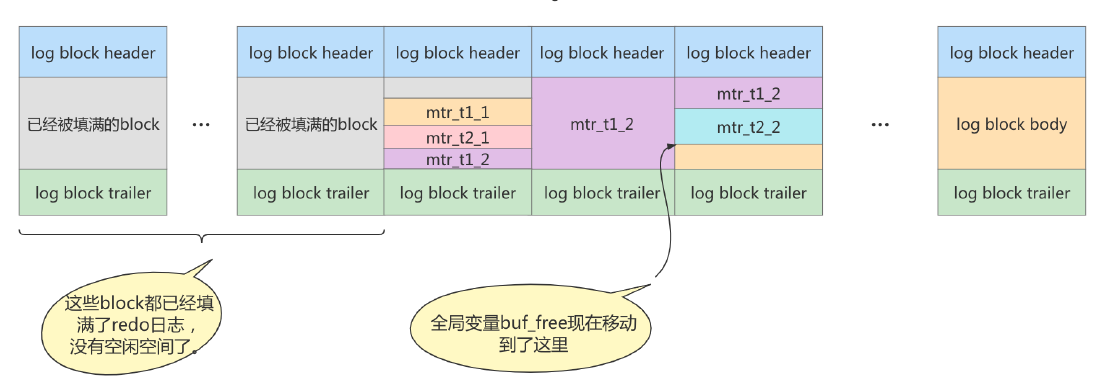 log block header
log block header
log block header
log block header
log block header
log block header
已经被填满的block
...
已经被填满的block
mtr_t1_1
mtr_t2_1
mtr_t1_2
mtr_t1_2
mtr_t1_2
mtr_t2_2
...
log block body
log block trailer
log block trailer
log block trailer
log block trailer
log block trailer
log block trailer
这些block都已经填
满了redo日志，
没有空闲空间了。
全局变量buf_free现在移动
到了这里